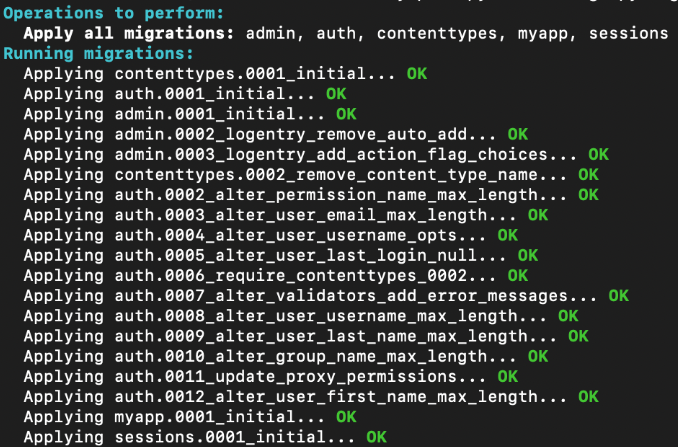 Operations to perform:
Apply all migrations: admin, auth, contenttypes, myapp, sessions
Running migrations:
Applying contenttypes.0001_initial... OK
Applying auth.0001_initial... OK
Applying admin.0001_initial... OK
Applying admin.0002_logentry_remove_auto_add... OK
Applying admin.0003_logentry_add_action_flag_choices... OK
Applying contenttypes.0002_remove_content_type_name... OK
Applying auth.0002_alter_permission_name_max_length... OK
Applying auth.0003_alter_user_email_max_length... OK
Applying auth.0004_alter_user_username_opts... OK
Applying auth.0005_alter_user_last_login_null... OK
Applying auth.0006_require_contenttypes_0002... OK
Applying auth.0007_alter_validators_add_error_messages... OK
Applying auth.0008_alter_user_username_max_length... OK
Applying auth.0009_alter_user_last_name_max_length... OK
Applying auth.0010_alter_group_name_max_length... OK
Applying auth.0011_update_proxy_permissions... OK
Applying auth.0012_alter_user_first_name_max_length... OK
Applying myapp.0001_initial... OK
Applying sessions.0001_initial... OK